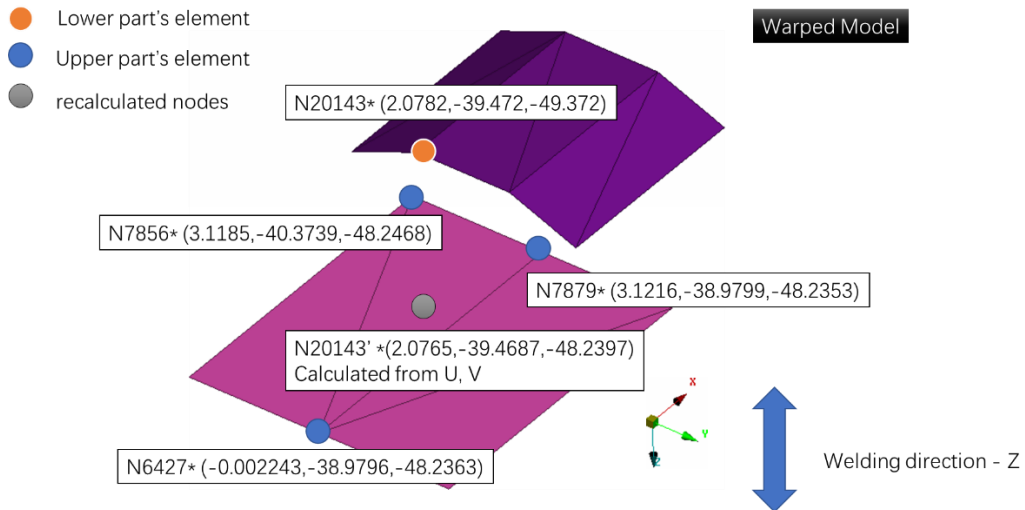 Lower part's element
Upper part's element
recalculated nodes
Warped Model
N20143* (2.0782,-39.472,-49.372)
N7856* (3.1185,-40.3739,-48.2468)
N7879* (3.1216,-38.9799,-48.2353)
N20143' *(2.0765,-39.4687,-48.2397)
Calculated from U, V
N6427* (-0.002243,-38.9796,-48.2363)
X
Y
Z
Welding direction - Z